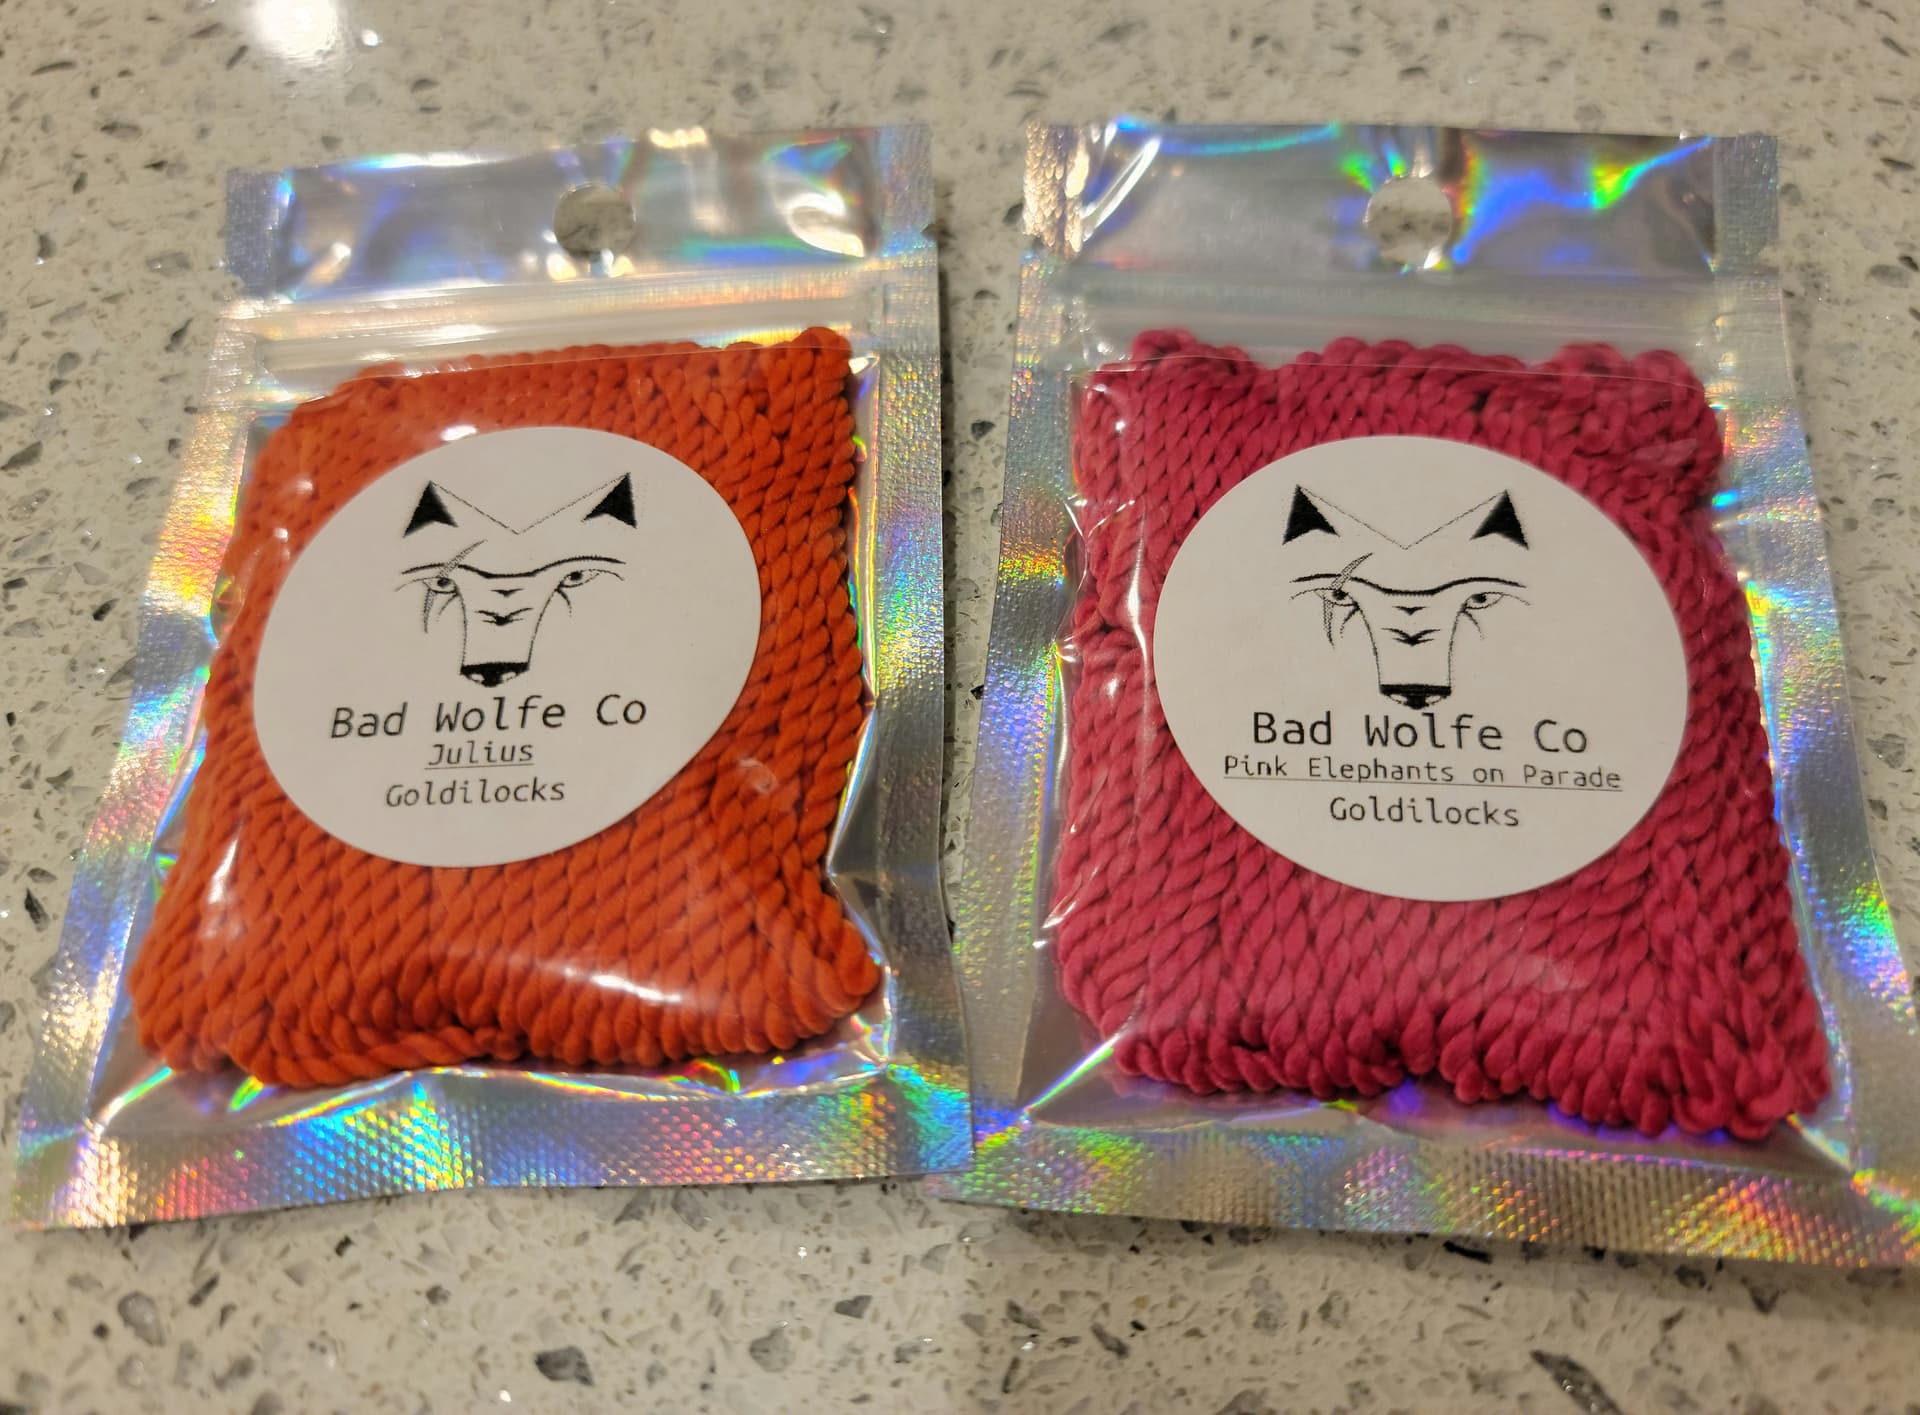 Bad Wolfe Co
Julius
Goldilocks
Bad Wolfe Co
Pink Elephants on Parade
Goldilocks